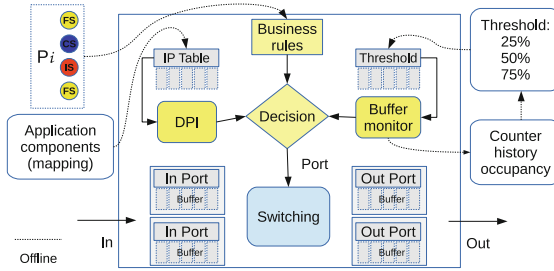 FS
CS
IS
FS
Pi
Business
rules
IP Table
Threshold
Threshold:
25%
50%
75%
DPI
Decision
Buffer
monitor
Application
components
(mapping)
Counter
history
occupancy
Port
In Port
Buffer
In Port
Buffer
Switching
Out Port
Buffer
Out Port
Buffer
In
Out
Offline